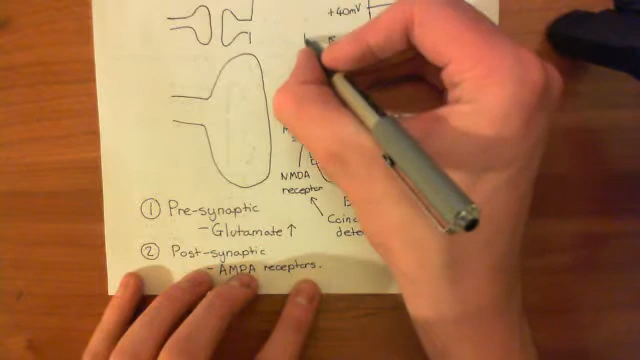 +40mV
NMDA
receptor
① Pre-synaptic
- Glutamate ↑
② Post-synaptic
- AMPA receptors.